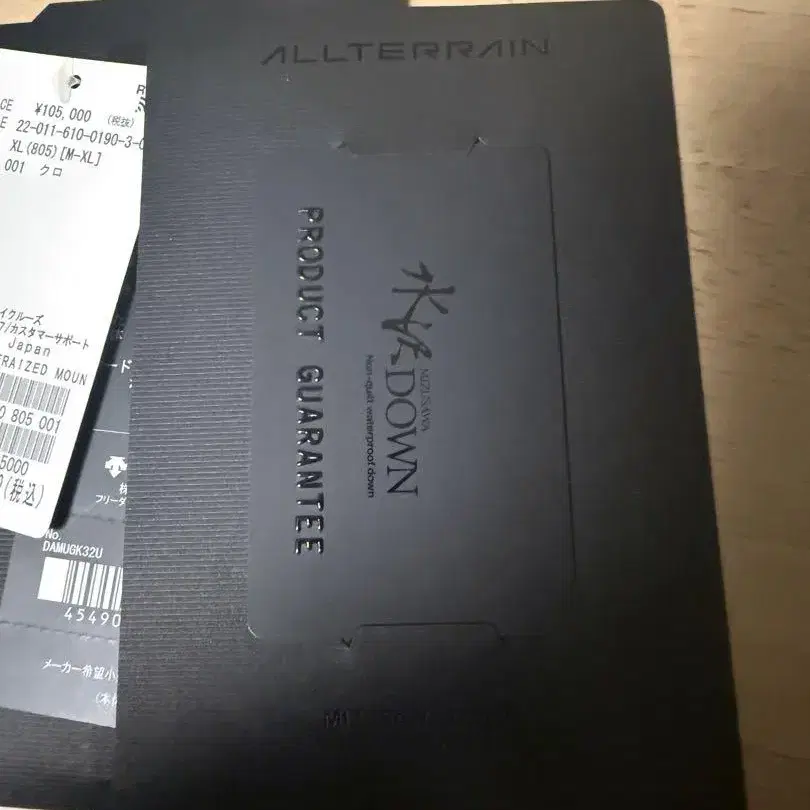 ALLTERRAIN
¥105,000 (税抜)
22-011-610-0190-3-0
XL(805)[M-XL]
001 クロ
イクルーズ
7/カスタマーサポート
Japan
RAIZED MOUN
0 805 001
5000
(税込)
No.
DAMUGK32U
45490
メーカー希望小
PRODUCT GUARANTEE
水沢
MIZUSAWA
DOWN
Non-quilt waterproof down